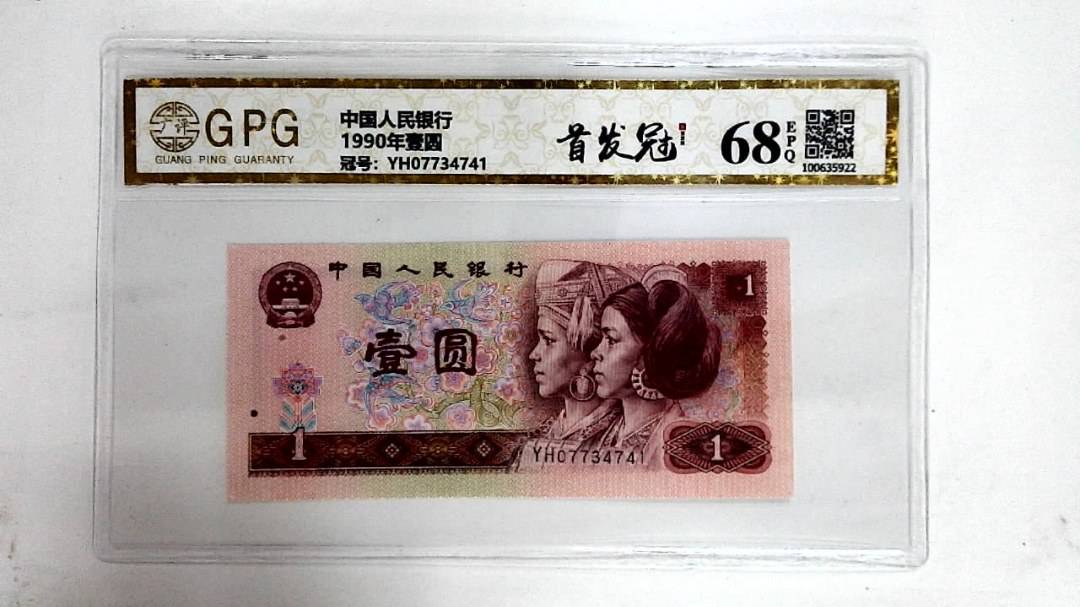 GPG
GUANG PING GUARANTY
中国人民银行
1990年壹圆
冠号: YH07734741
首发冠
68 EPQ
100635922
中国人民银行
壹圆
1
1
YH07734741
1